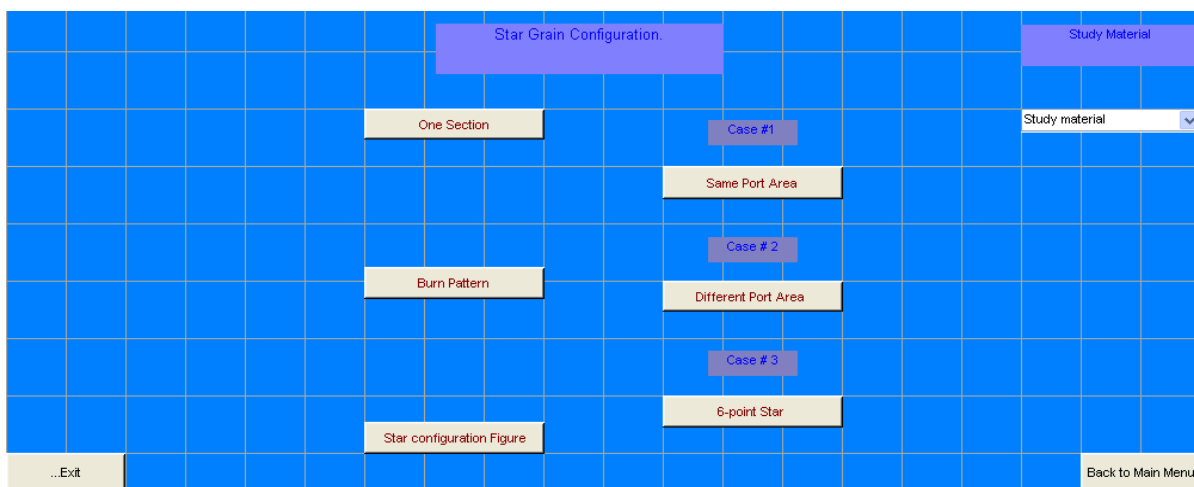 Star Grain Configuration.
Study Material
One Section
Case #1
Study material
Same Port Area
Case # 2
Burn Pattern
Different Port Area
Case # 3
6-point Star
Star configuration Figure
...Exit
Back to Main Menu